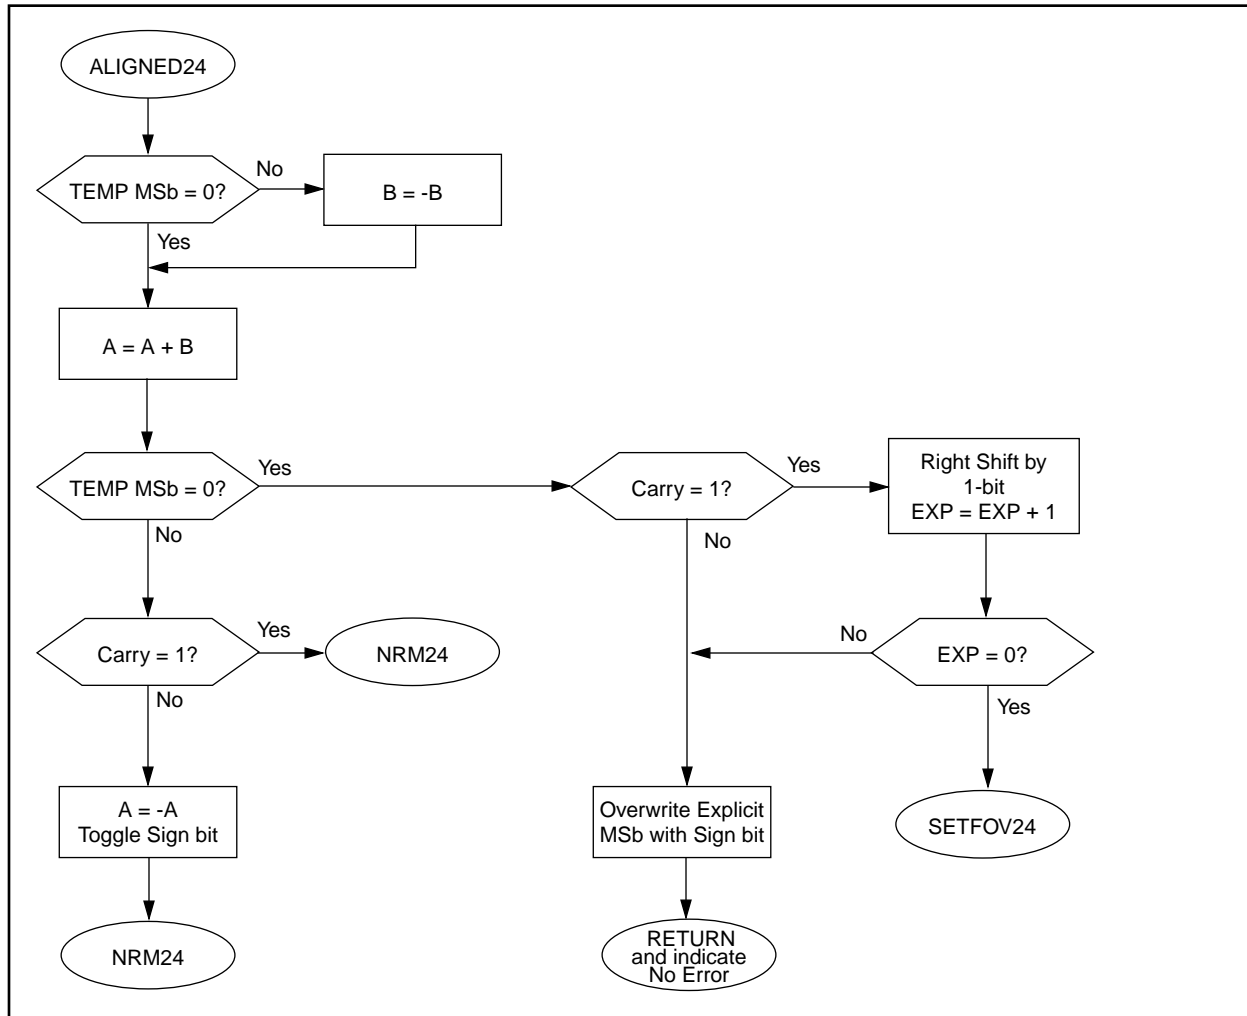 ALIGNED24
TEMP MSb = 0?
No
B = -B
Yes
A = A + B
TEMP MSb = 0?
Yes
Carry = 1?
Yes
Right Shift by
1-bit
EXP = EXP + 1
No
No
Carry = 1?
Yes
NRM24
No
EXP = 0?
No
Yes
A = -A
Toggle Sign bit
Overwrite Explicit
MSb with Sign bit
SETFOV24
NRM24
RETURN
and indicate
No Error